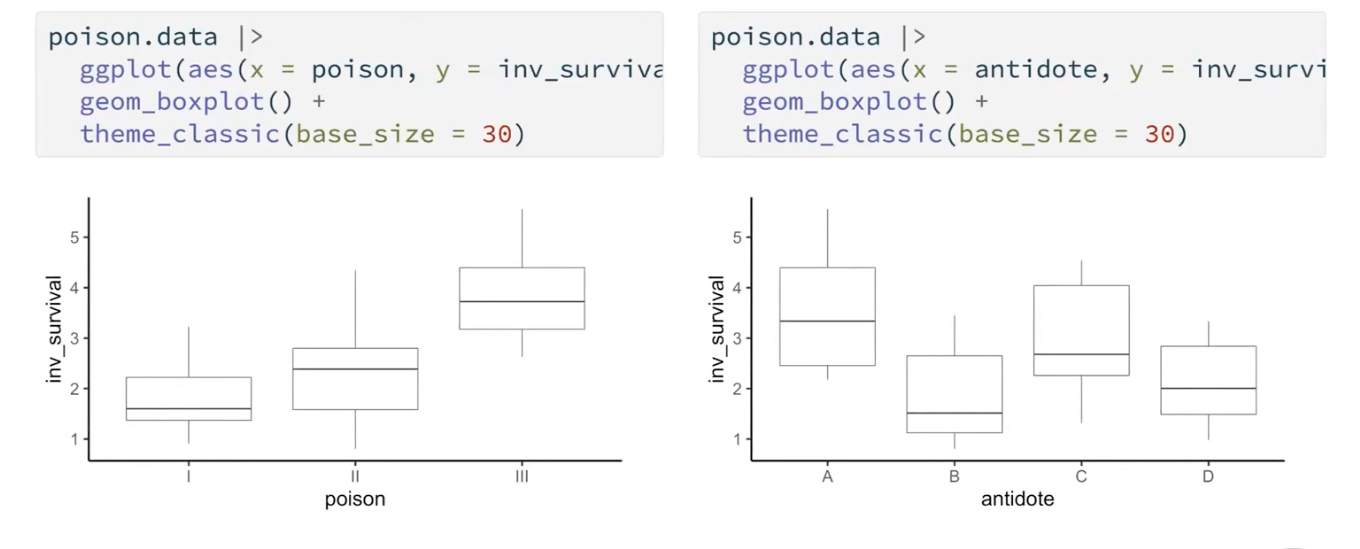 poison.data |>
ggplot(aes(x = poison, y = inv_surviva
geom_boxplot() +
theme_classic(base_size = 30)
poison.data |>
ggplot(aes(x = antidote, y = inv_survi
geom_boxplot() +
theme_classic(base_size = 30)
inv_survival
5
4
3
2
1
I II III
poison
inv_survival
5
4
3
2
1
A B C D
antidote